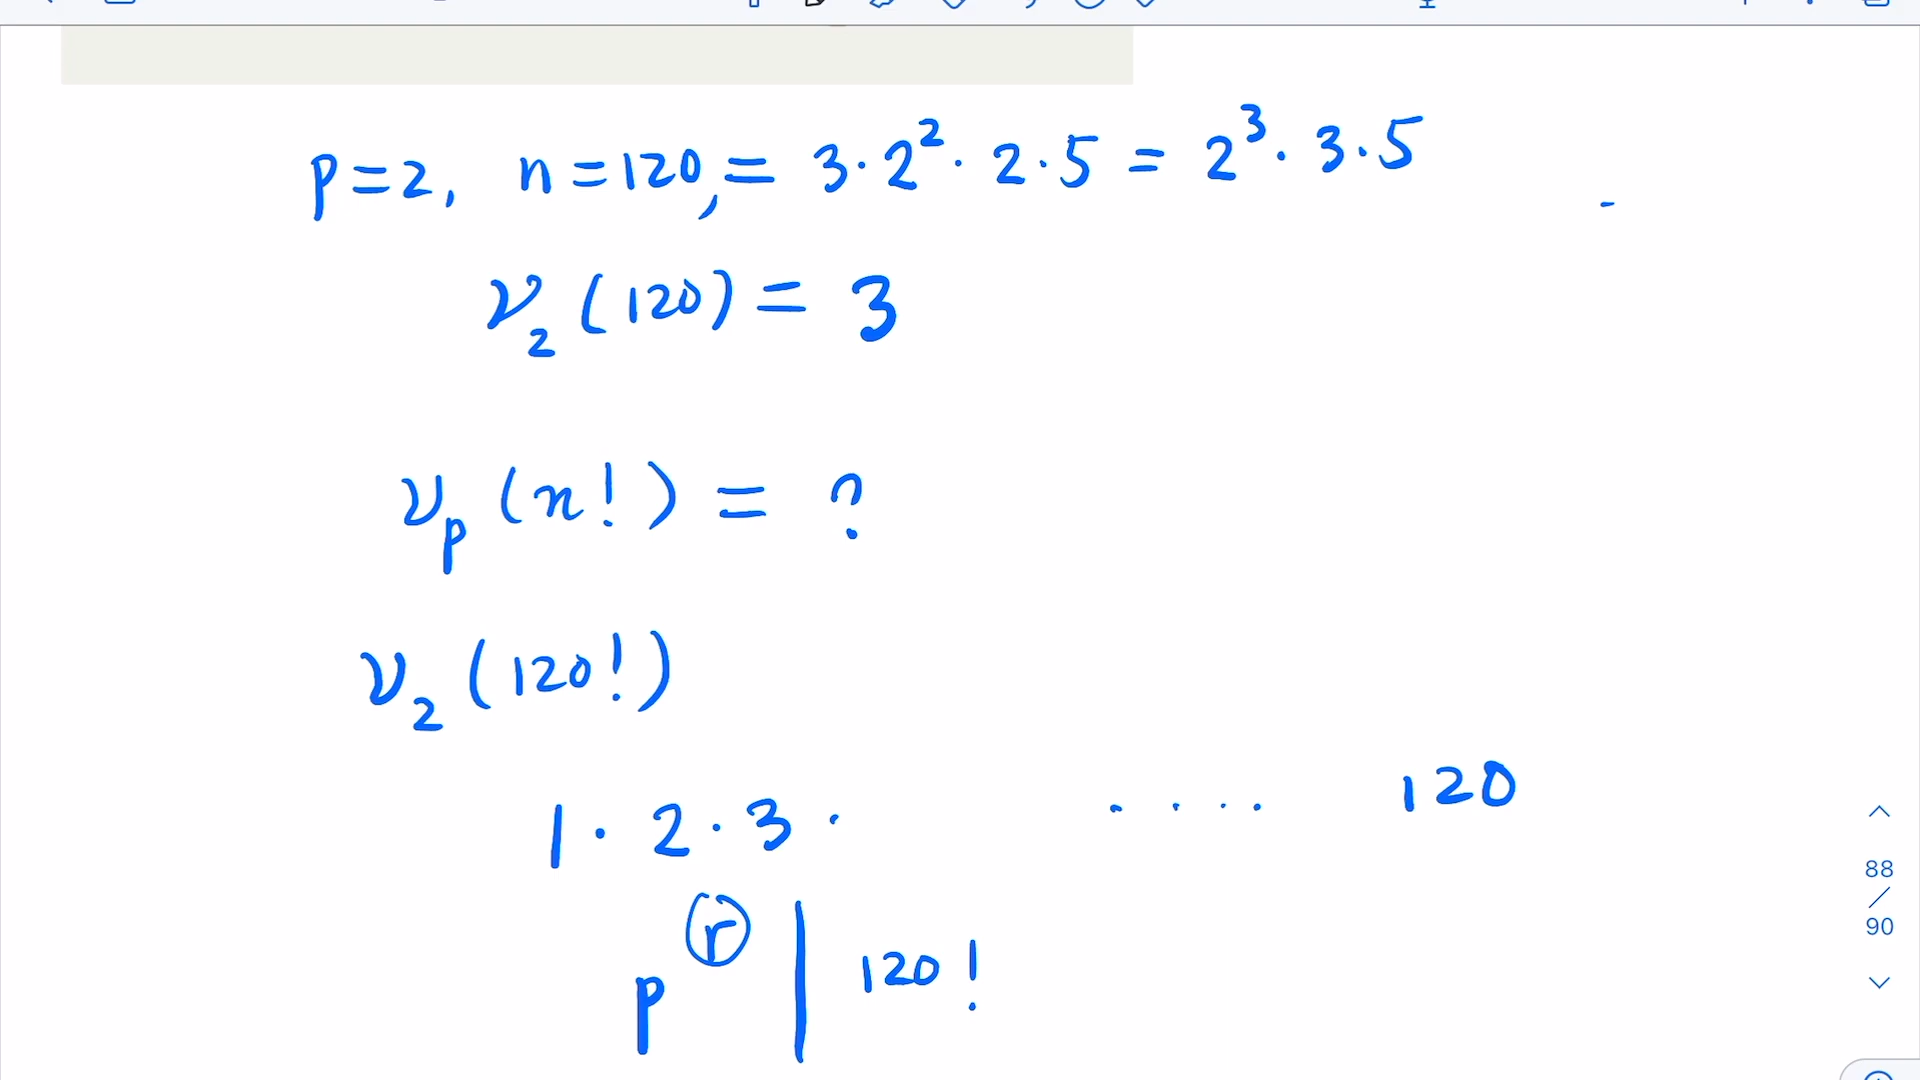 p=2, n=120, = 3·2²·2·5 = 2³·3·5
ν₂(120) = 3
ν_p(n!) = ?
ν₂(120!)
1·2·3· .... 120
p^r | 120!
88
/
90